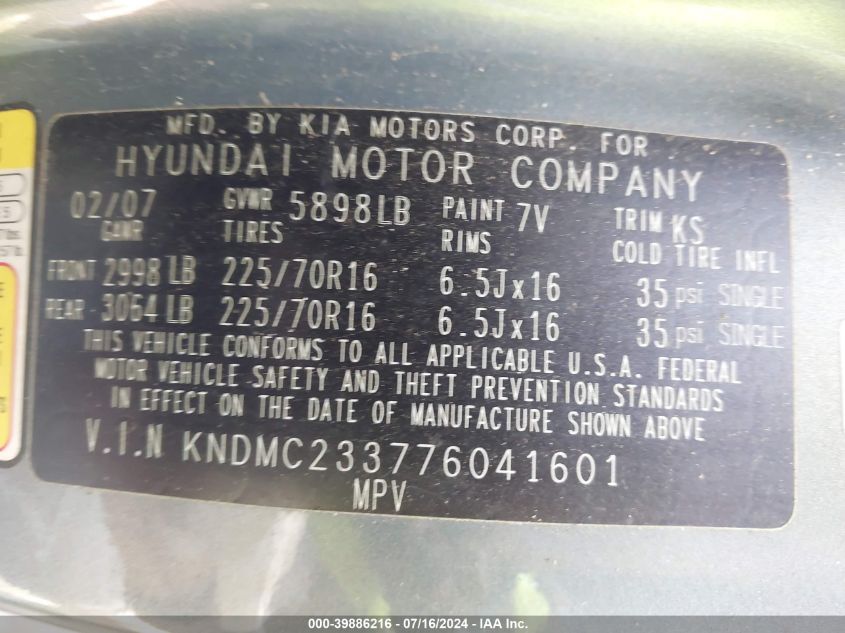 MFD. BY KIA MOTORS CORP. FOR
HYUNDAI MOTOR COMPANY
02/07 GVWR 5898LB PAINT 7V TRIM KS
GAWR TIRES RIMS COLD TIRE INFL
FRONT 2998 LB 225/70R16 6.5Jx16 35 psi SINGLE
REAR 3064 LB 225/70R16 6.5Jx16 35 psi SINGLE
THIS VEHICLE CONFORMS TO ALL APPLICABLE U.S.A. FEDERAL
MOTOR VEHICLE SAFETY AND THEFT PREVENTION STANDARDS
IN EFFECT ON THE DATE OF MANUFACTURE SHOWN ABOVE
V.I.N KNDMC233776041601
MPV
000-39886216 - 07/16/2024 - IAA Inc.